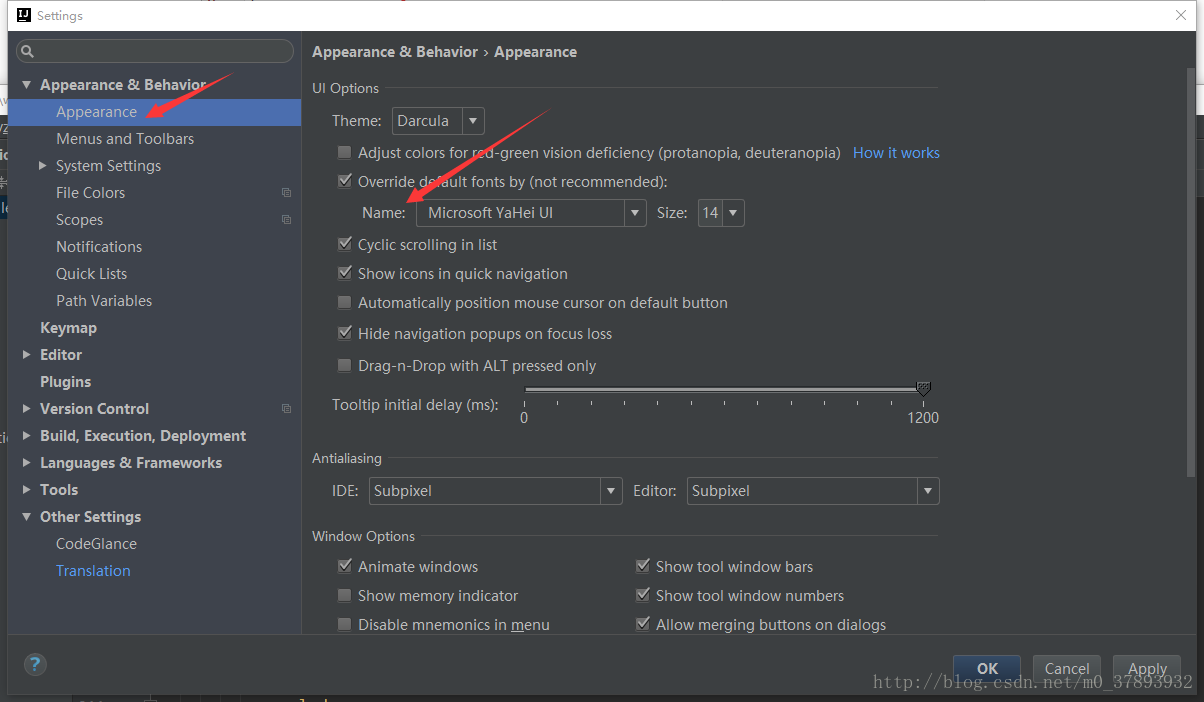 Settings
Appearance & Behavior
Appearance
Menus and Toolbars
System Settings
File Colors
Scopes
Notifications
Quick Lists
Path Variables
Keymap
Editor
Plugins
Version Control
Build, Execution, Deployment
Languages & Frameworks
Tools
Other Settings
CodeGlance
Translation
Appearance & Behavior › Appearance
UI Options
Theme: Darcula
Adjust colors for red-green vision deficiency (protanopia, deuteranopia) How it works
Override default fonts by (not recommended):
Name: Microsoft YaHei UI Size: 14
Cyclic scrolling in list
Show icons in quick navigation
Automatically position mouse cursor on default button
Hide navigation popups on focus loss
Drag-n-Drop with ALT pressed only
Tooltip initial delay (ms):
0 1200
Antialiasing
IDE: Subpixel Editor: Subpixel
Window Options
Animate windows Show tool window bars
Show memory indicator Show tool window numbers
Disable mnemonics in menu Allow merging buttons on dialogs
? OK Cancel Apply
http://blog.csdn.net/m0_37893932